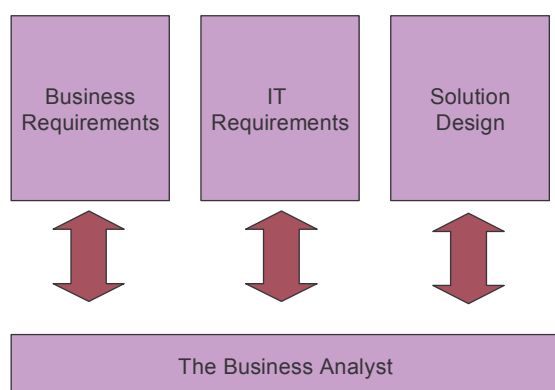 Business
Requirements
IT
Requirements
Solution
Design
The Business Analyst